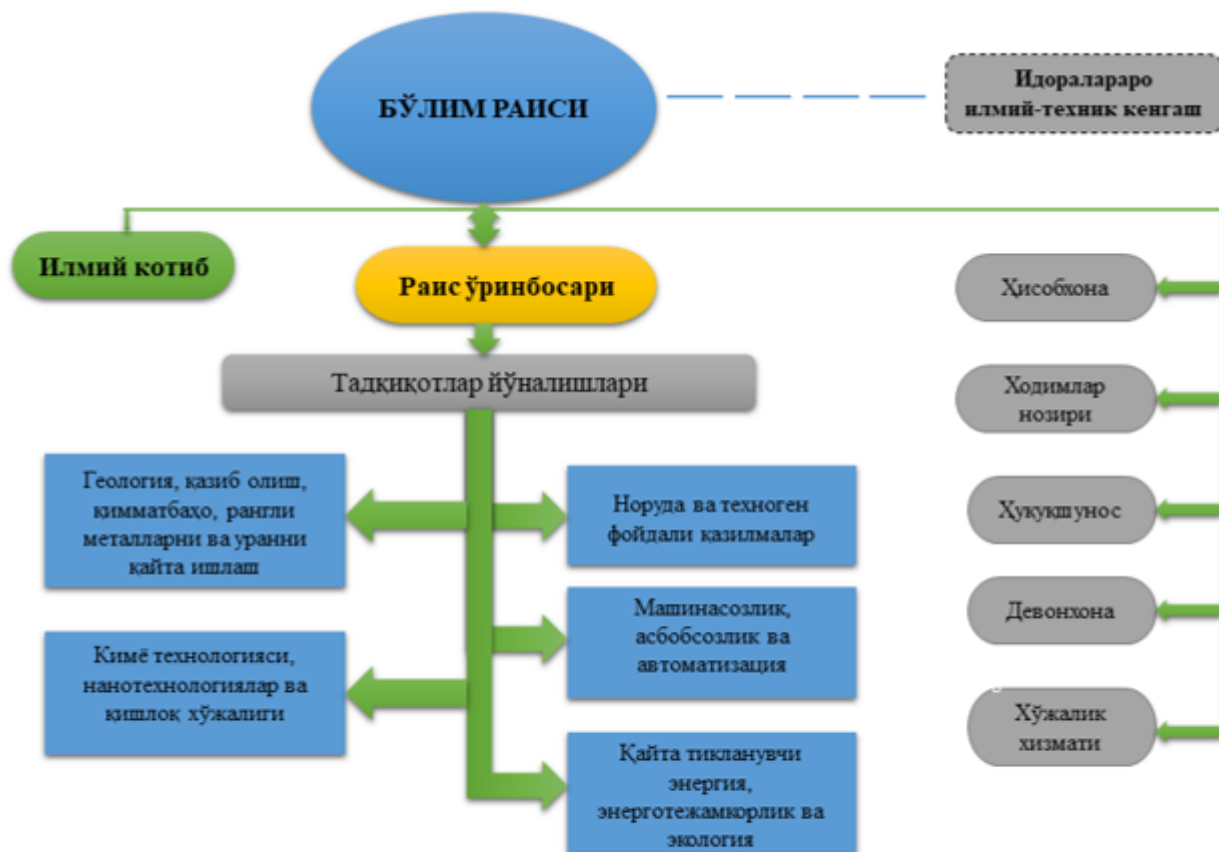 БЎЛИМ РАИСИ
Идоралараро
илмий-техник кенгаш
Илмий котиб
Раис ўринбосари
Тадқиқотлар йўналишлари
Геология, қазиб олиш,
қимматбаҳо, рангли
металларни ва уранни
қайта ишлаш
Норуда ва техноген
фойдали қазилмалар
Кимё технологияси,
нанотехнологиялар ва
қишлоқ хўжалиги
Машинасозлик,
асбобсозлик ва
автоматизация
Қайта тикланувчи
энергия,
энерготежамкорлик ва
экология
Ҳисобхона
Ходимлар
нозири
Ҳуқуқшунос
Девонхона
Хўжалик
хизмати